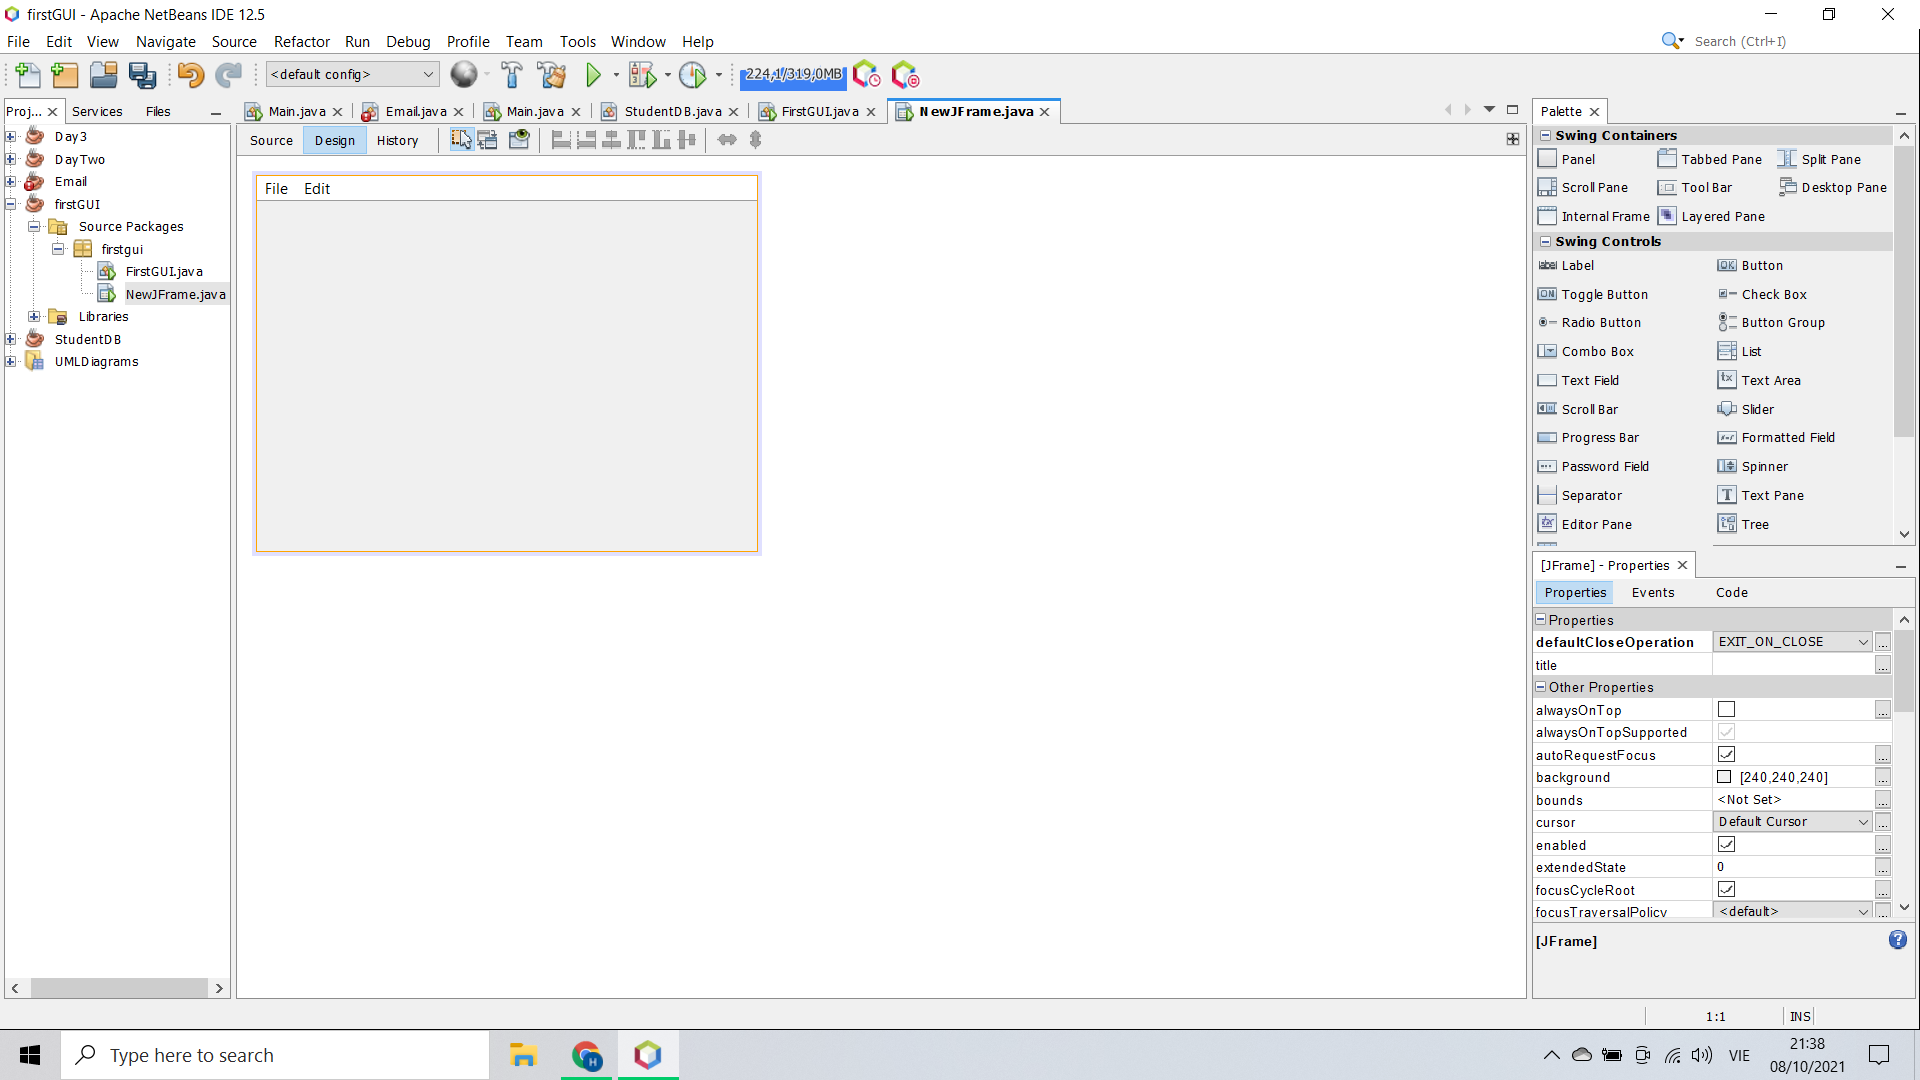 firstGUI - Apache NetBeans IDE 12.5
File Edit View Navigate Source Refactor Run Debug Profile Team Tools Window Help
Search (Ctrl+I)
<default config>
224,1/319,0MB
Proj... Services Files
Main.java Email.java Main.java StudentDB.java FirstGUI.java NewJFrame.java
Source Design History
Day3
DayTwo
Email
firstGUI
Source Packages
firstgui
FirstGUI.java
NewJFrame.java
Libraries
StudentDB
UMLDiagrams
File Edit
Palette
Swing Containers
Panel Tabbed Pane Split Pane
Scroll Pane Tool Bar Desktop Pane
Internal Frame Layered Pane
Swing Controls
label Label OK Button
ON Toggle Button Check Box
Radio Button Button Group
Combo Box List
Text Field tx Text Area
Scroll Bar Slider
Progress Bar Formatted Field
Password Field Spinner
Separator T Text Pane
Editor Pane Tree
[JFrame] - Properties
Properties Events Code
Properties
defaultCloseOperation EXIT_ON_CLOSE ...
title ...
Other Properties
alwaysOnTop ...
alwaysOnTopSupported
autoRequestFocus ...
background [240,240,240] ...
bounds <Not Set> ...
cursor Default Cursor ...
enabled ...
extendedState 0 ...
focusCycleRoot ...
focusTraversalPolicy <default> ...
[JFrame]
?
1:1 INS
Type here to search
H
VIE
21:38
08/10/2021